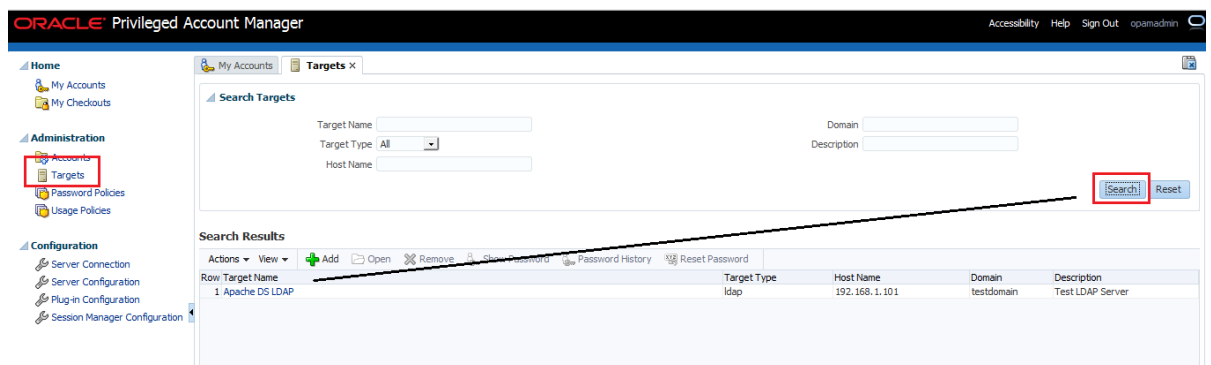 ORACLE Privileged Account Manager
Accessibility Help Sign Out opamadmin
Home
My Accounts
My Checkouts
Administration
Accounts
Targets
Password Policies
Usage Policies
Configuration
Server Connection
Server Configuration
Plug-in Configuration
Session Manager Configuration
My Accounts Targets ×
Search Targets
Target Name
Target Type All
Host Name
Domain
Description
Search Reset
Search Results
Actions View Add Open Remove Show Password Password History Reset Password
Row Target Name Target Type Host Name Domain Description
1 Apache DS LDAP ldap 192.168.1.101 testdomain Test LDAP Server